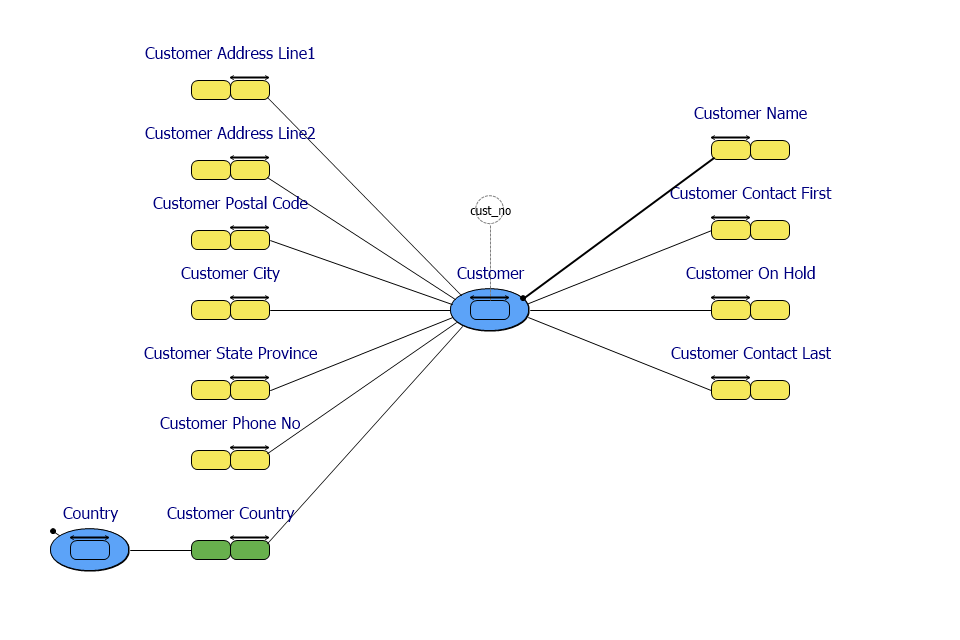 Customer Address Line1
Customer Name
Customer Address Line2
Customer Postal Code
Customer Contact First
cust_no
Customer City
Customer
Customer On Hold
Customer State Province
Customer Contact Last
Customer Phone No
Country
Customer Country